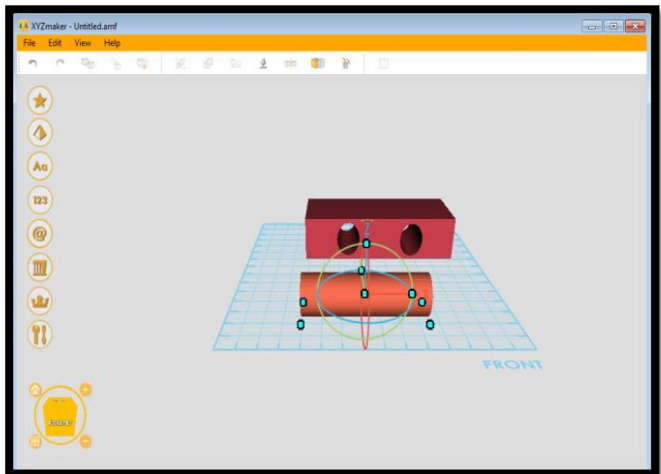 XYZmaker - Untitled.amf
File Edit View Help
Aa
123
@
Z
FRONT